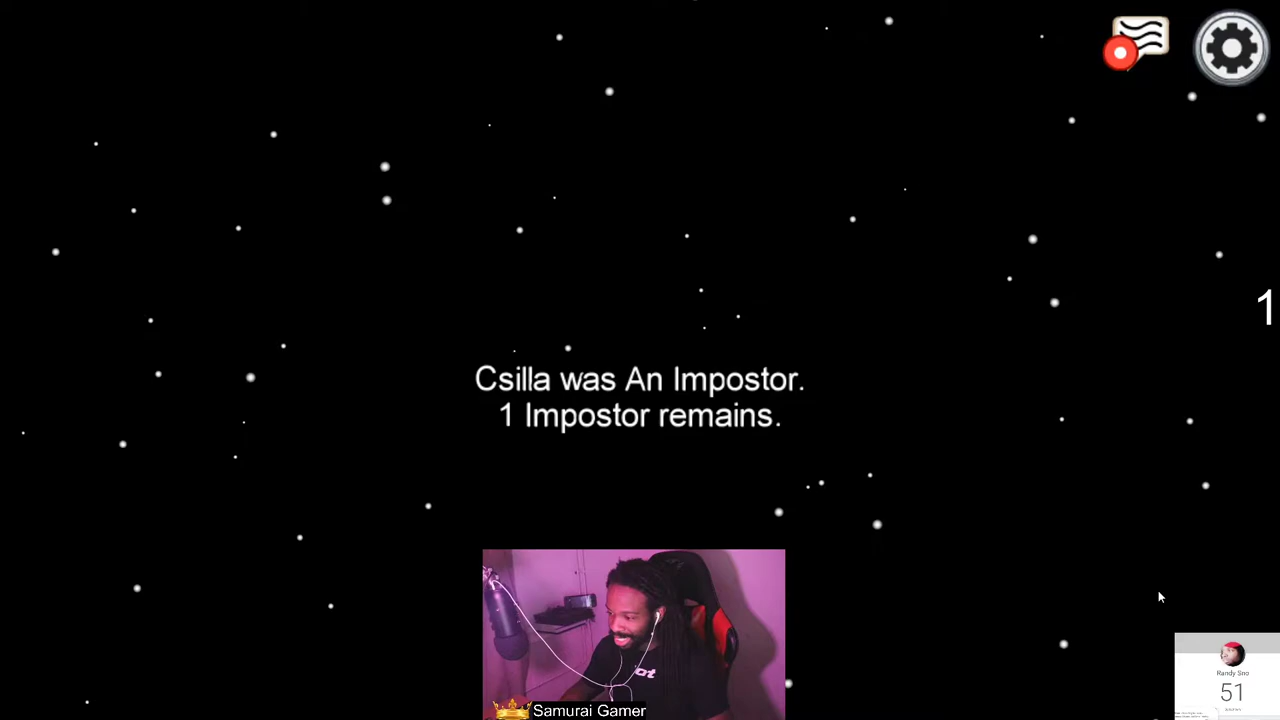 1
Csilla was An Impostor.
1 Impostor remains.
Samurai Gamer
Randy Sno
51